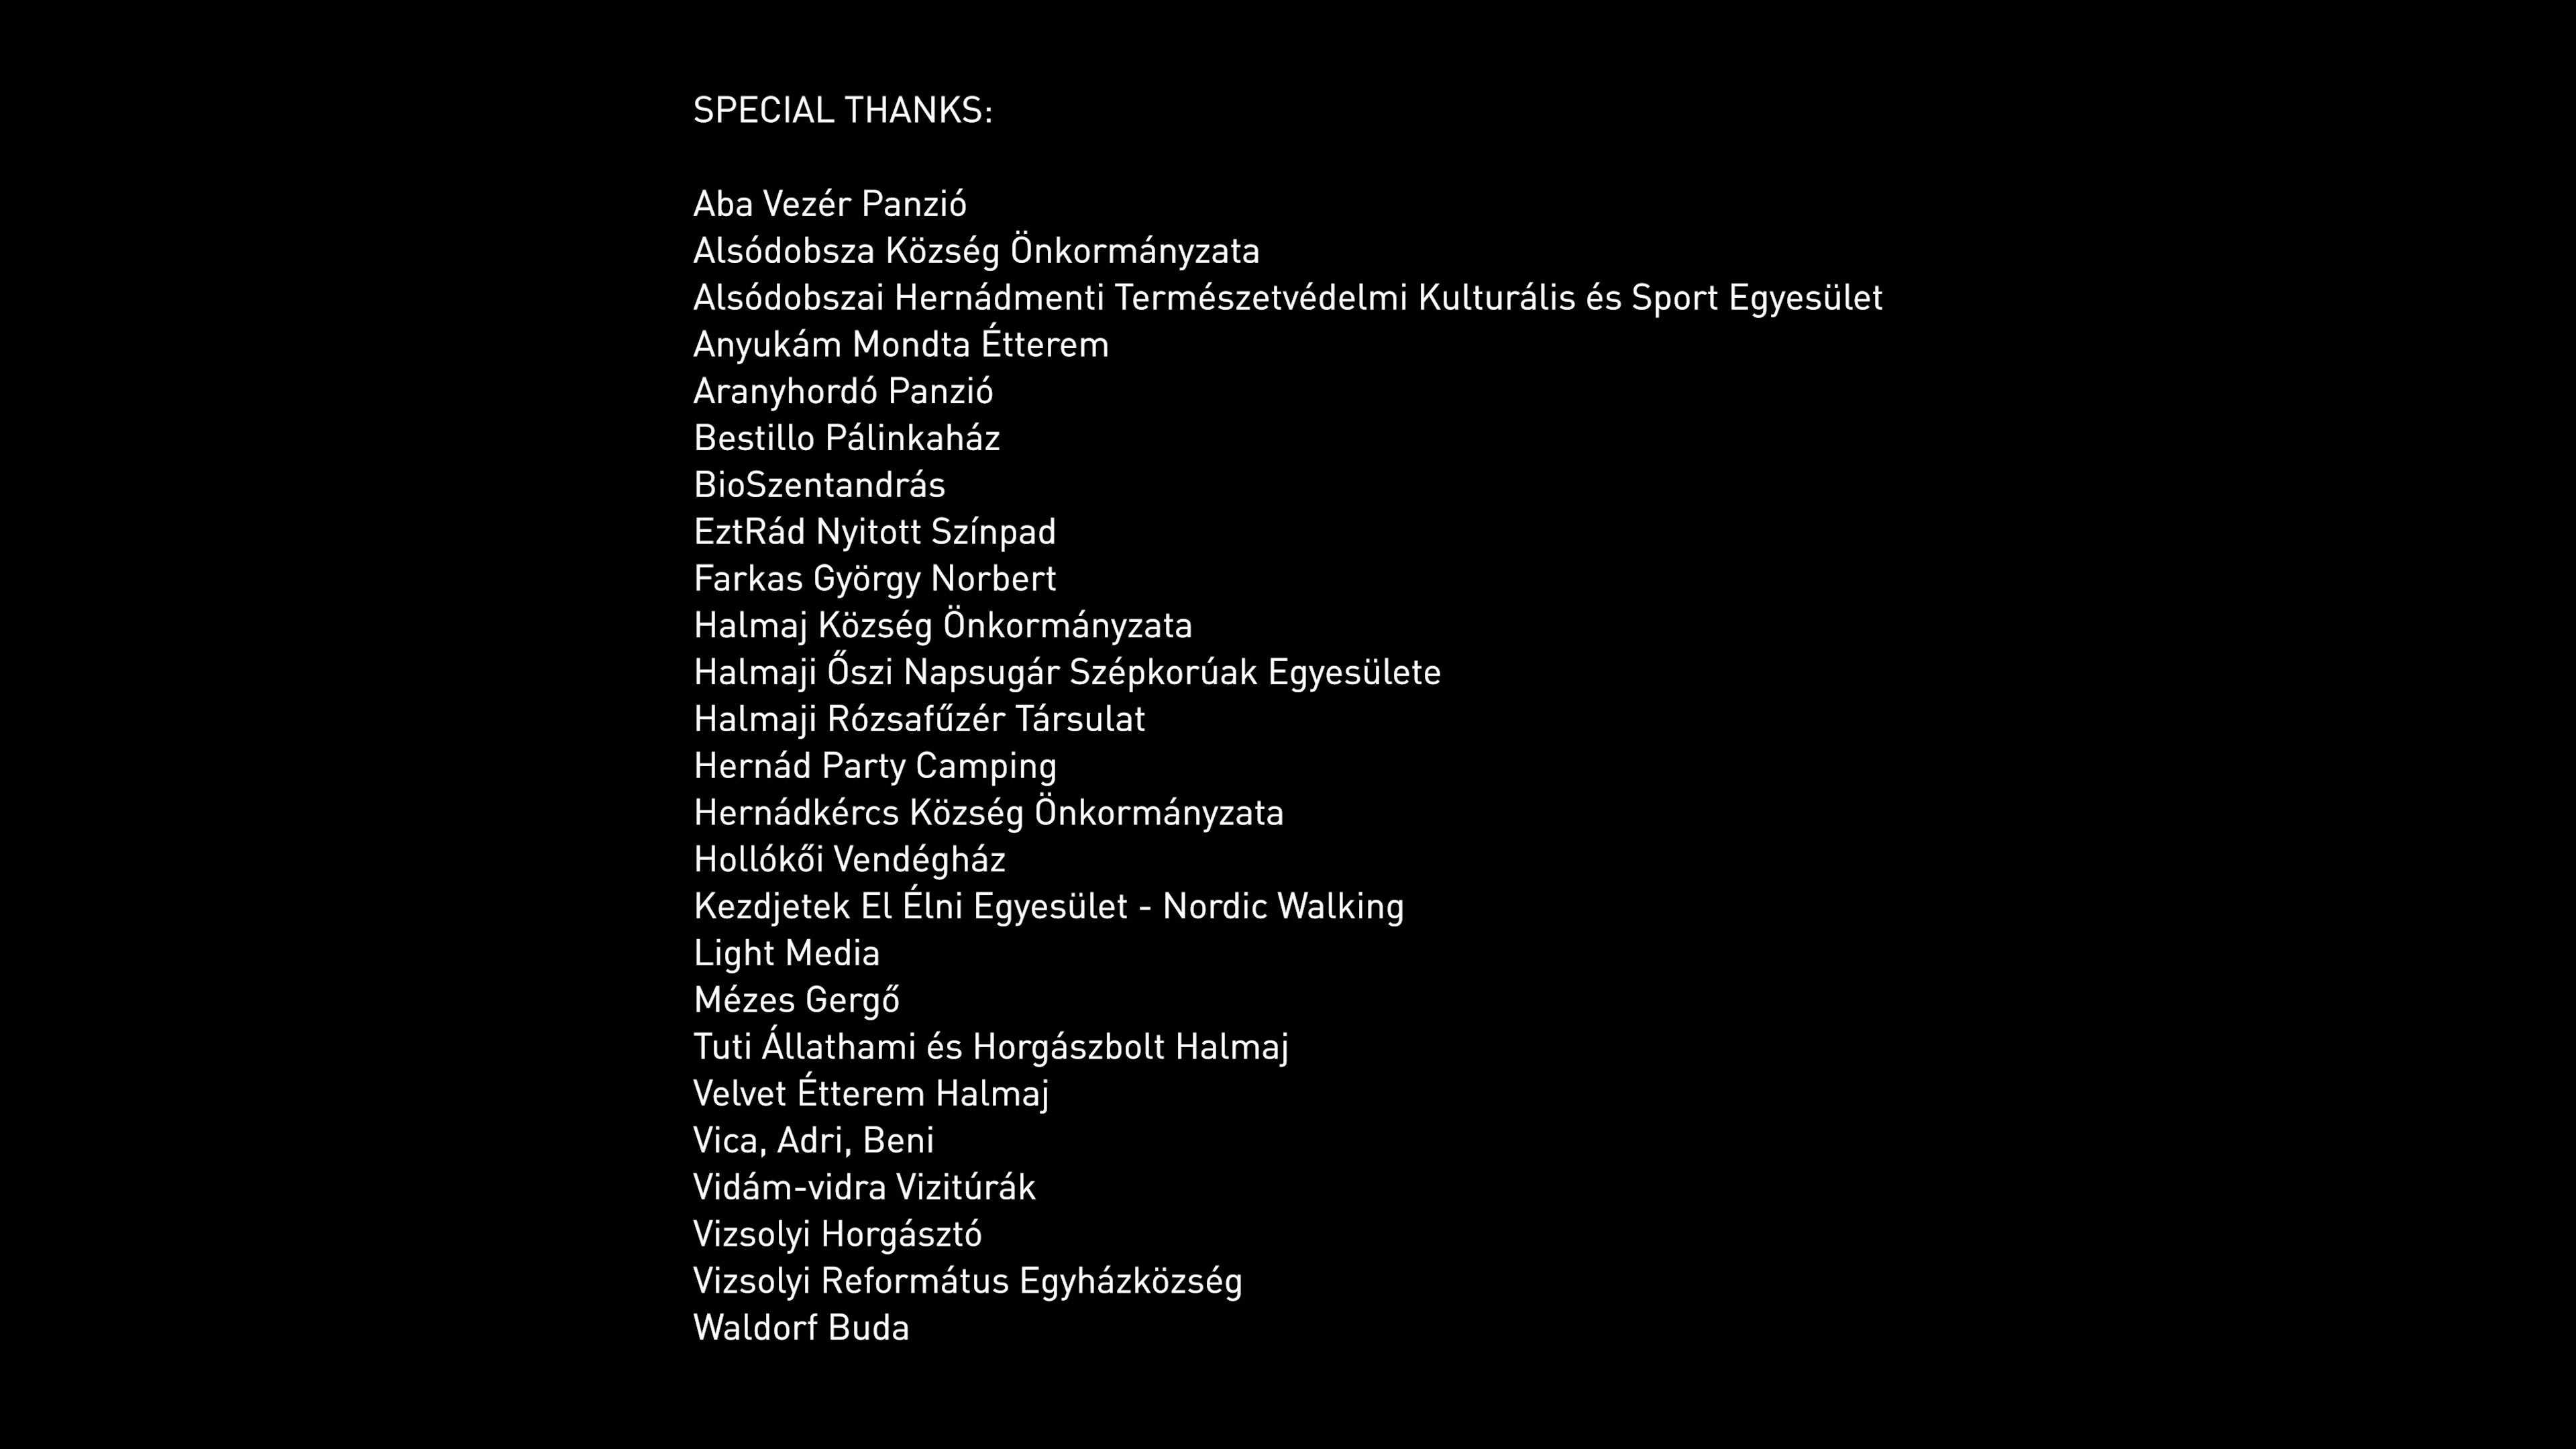 SPECIAL THANKS:
Aba Vezér Panzió
Alsódobsza Község Önkormányzata
Alsódobszai Hernádmenti Természetvédelmi Kulturális és Sport Egyesület
Anyukám Mondta Étterem
Aranyhordó Panzió
Bestillo Pálinkaház
BioSzentandrás
EztRád Nyitott Színpad
Farkas György Norbert
Halmaj Község Önkormányzata
Halmaji Őszi Napsugár Szépkorúak Egyesülete
Halmaji Rózsafűzér Társulat
Hernád Party Camping
Hernádkércs Község Önkormányzata
Hollókői Vendégház
Kezdjetek El Élni Egyesület - Nordic Walking
Light Media
Mézes Gergő
Tuti Állathami és Horgászbolt Halmaj
Velvet Étterem Halmaj
Vica, Adri, Beni
Vidám-vidra Vizitúrák
Vizsolyi Horgásztó
Vizsolyi Református Egyházközség
Waldorf Buda